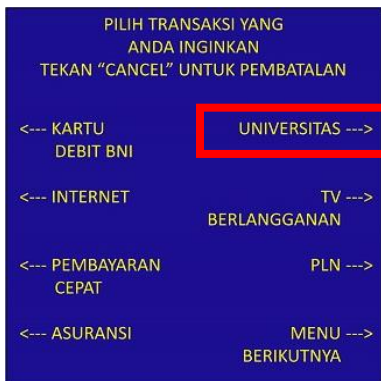 PILIH TRANSAKSI YANG
ANDA INGINKAN
TEKAN “CANCEL” UNTUK PEMBATALAN
<--- KARTU
DEBIT BNI
UNIVERSITAS --->
<--- INTERNET
TV --->
BERLANGGANAN
<--- PEMBAYARAN
CEPAT
PLN --->
<--- ASURANSI
MENU --->
BERIKUTNYA